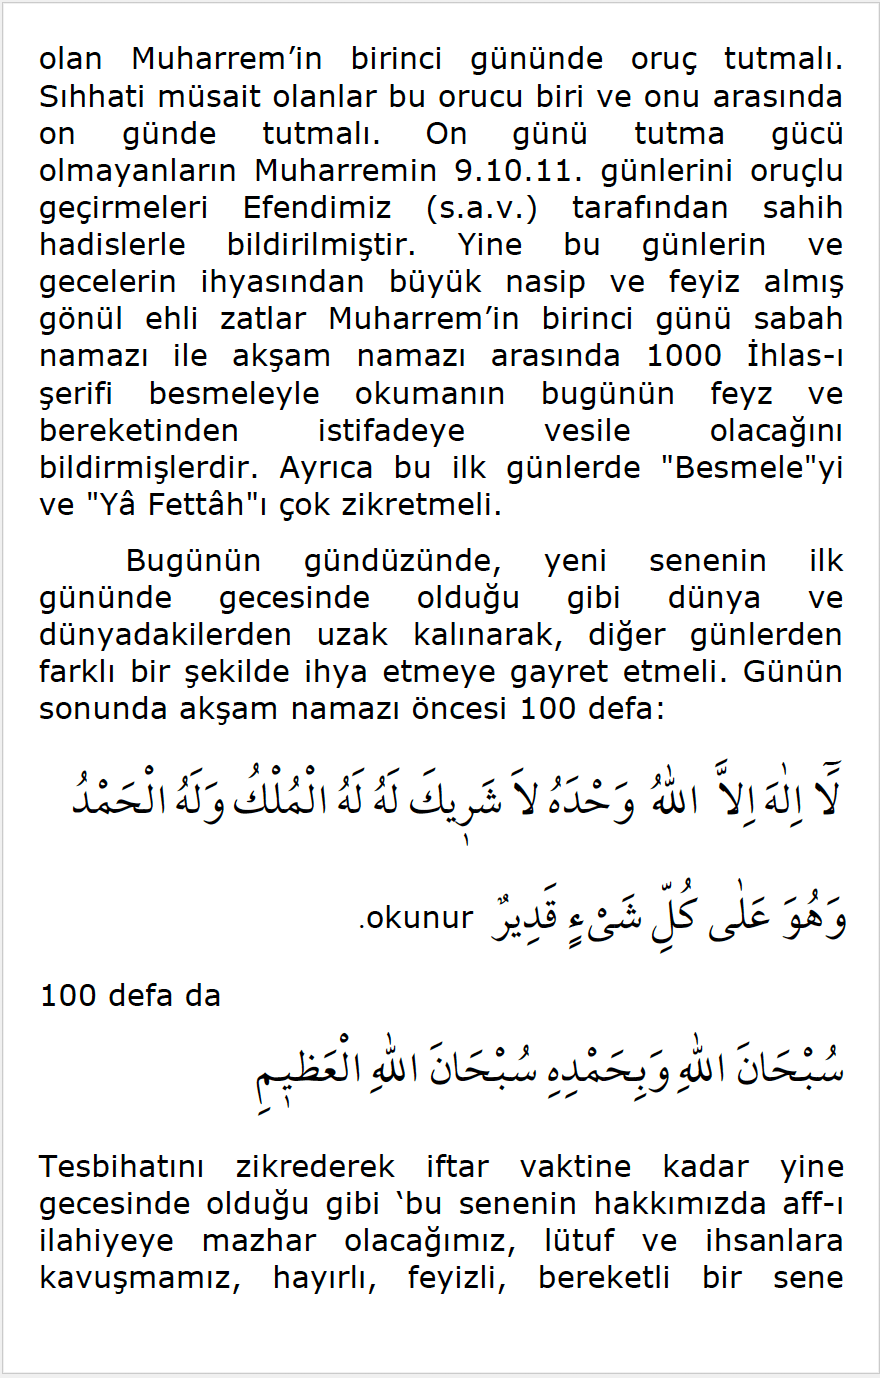 olan Muharrem’in birinci gününde oruç tutmalı.
Sıhhati müsait olanlar bu orucu biri ve onu arasında
on günde tutmalı. On günü tutma gücü
olmayanların Muharremin 9.10.11. günlerini oruçlu
geçirmeleri Efendimiz (s.a.v.) tarafından sahih
hadislerle bildirilmiştir. Yine bu günlerin ve
gecelerin ihyasından büyük nasip ve feyiz almış
gönül ehli zatlar Muharrem’in birinci günü sabah
namazı ile akşam namazı arasında 1000 İhlas-ı
şerifi besmeleyle okumanın bugünün feyz ve
bereketinden istifadeye vesile olacağını
bildirmişlerdir. Ayrıca bu ilk günlerde "Besmele"yi
ve "Yâ Fettâh"ı çok zikretmeli.
Bugünün gündüzünde, yeni senenin ilk
gününde gecesinde olduğu gibi dünya ve
dünyadakilerden uzak kalınarak, diğer günlerden
farklı bir şekilde ihya etmeye gayret etmeli. Günün
sonunda akşam namazı öncesi 100 defa:
لَٓا اِلٰهَ اِلاَّ اللّٰهُ وَحْدَهُ لاَ شَرٖيكَ لَهُ لَهُ الْمُلْكُ وَلَهُ الْحَمْدُ
وَهُوَ عَلٰى كُلِّ شَىْءٍ قَدِيرٌ okunur.
100 defa da
سُبْحَانَ اللّٰهِ وَبِحَمْدِهِ سُبْحَانَ اللّٰهِ الْعَظٖيمِ
Tesbihatını zikrederek iftar vaktine kadar yine
gecesinde olduğu gibi ‘bu senenin hakkımızda aff-ı
ilahiyeye mazhar olacağımız, lütuf ve ihsanlara
kavuşmamız, hayırlı, feyizli, bereketli bir sene